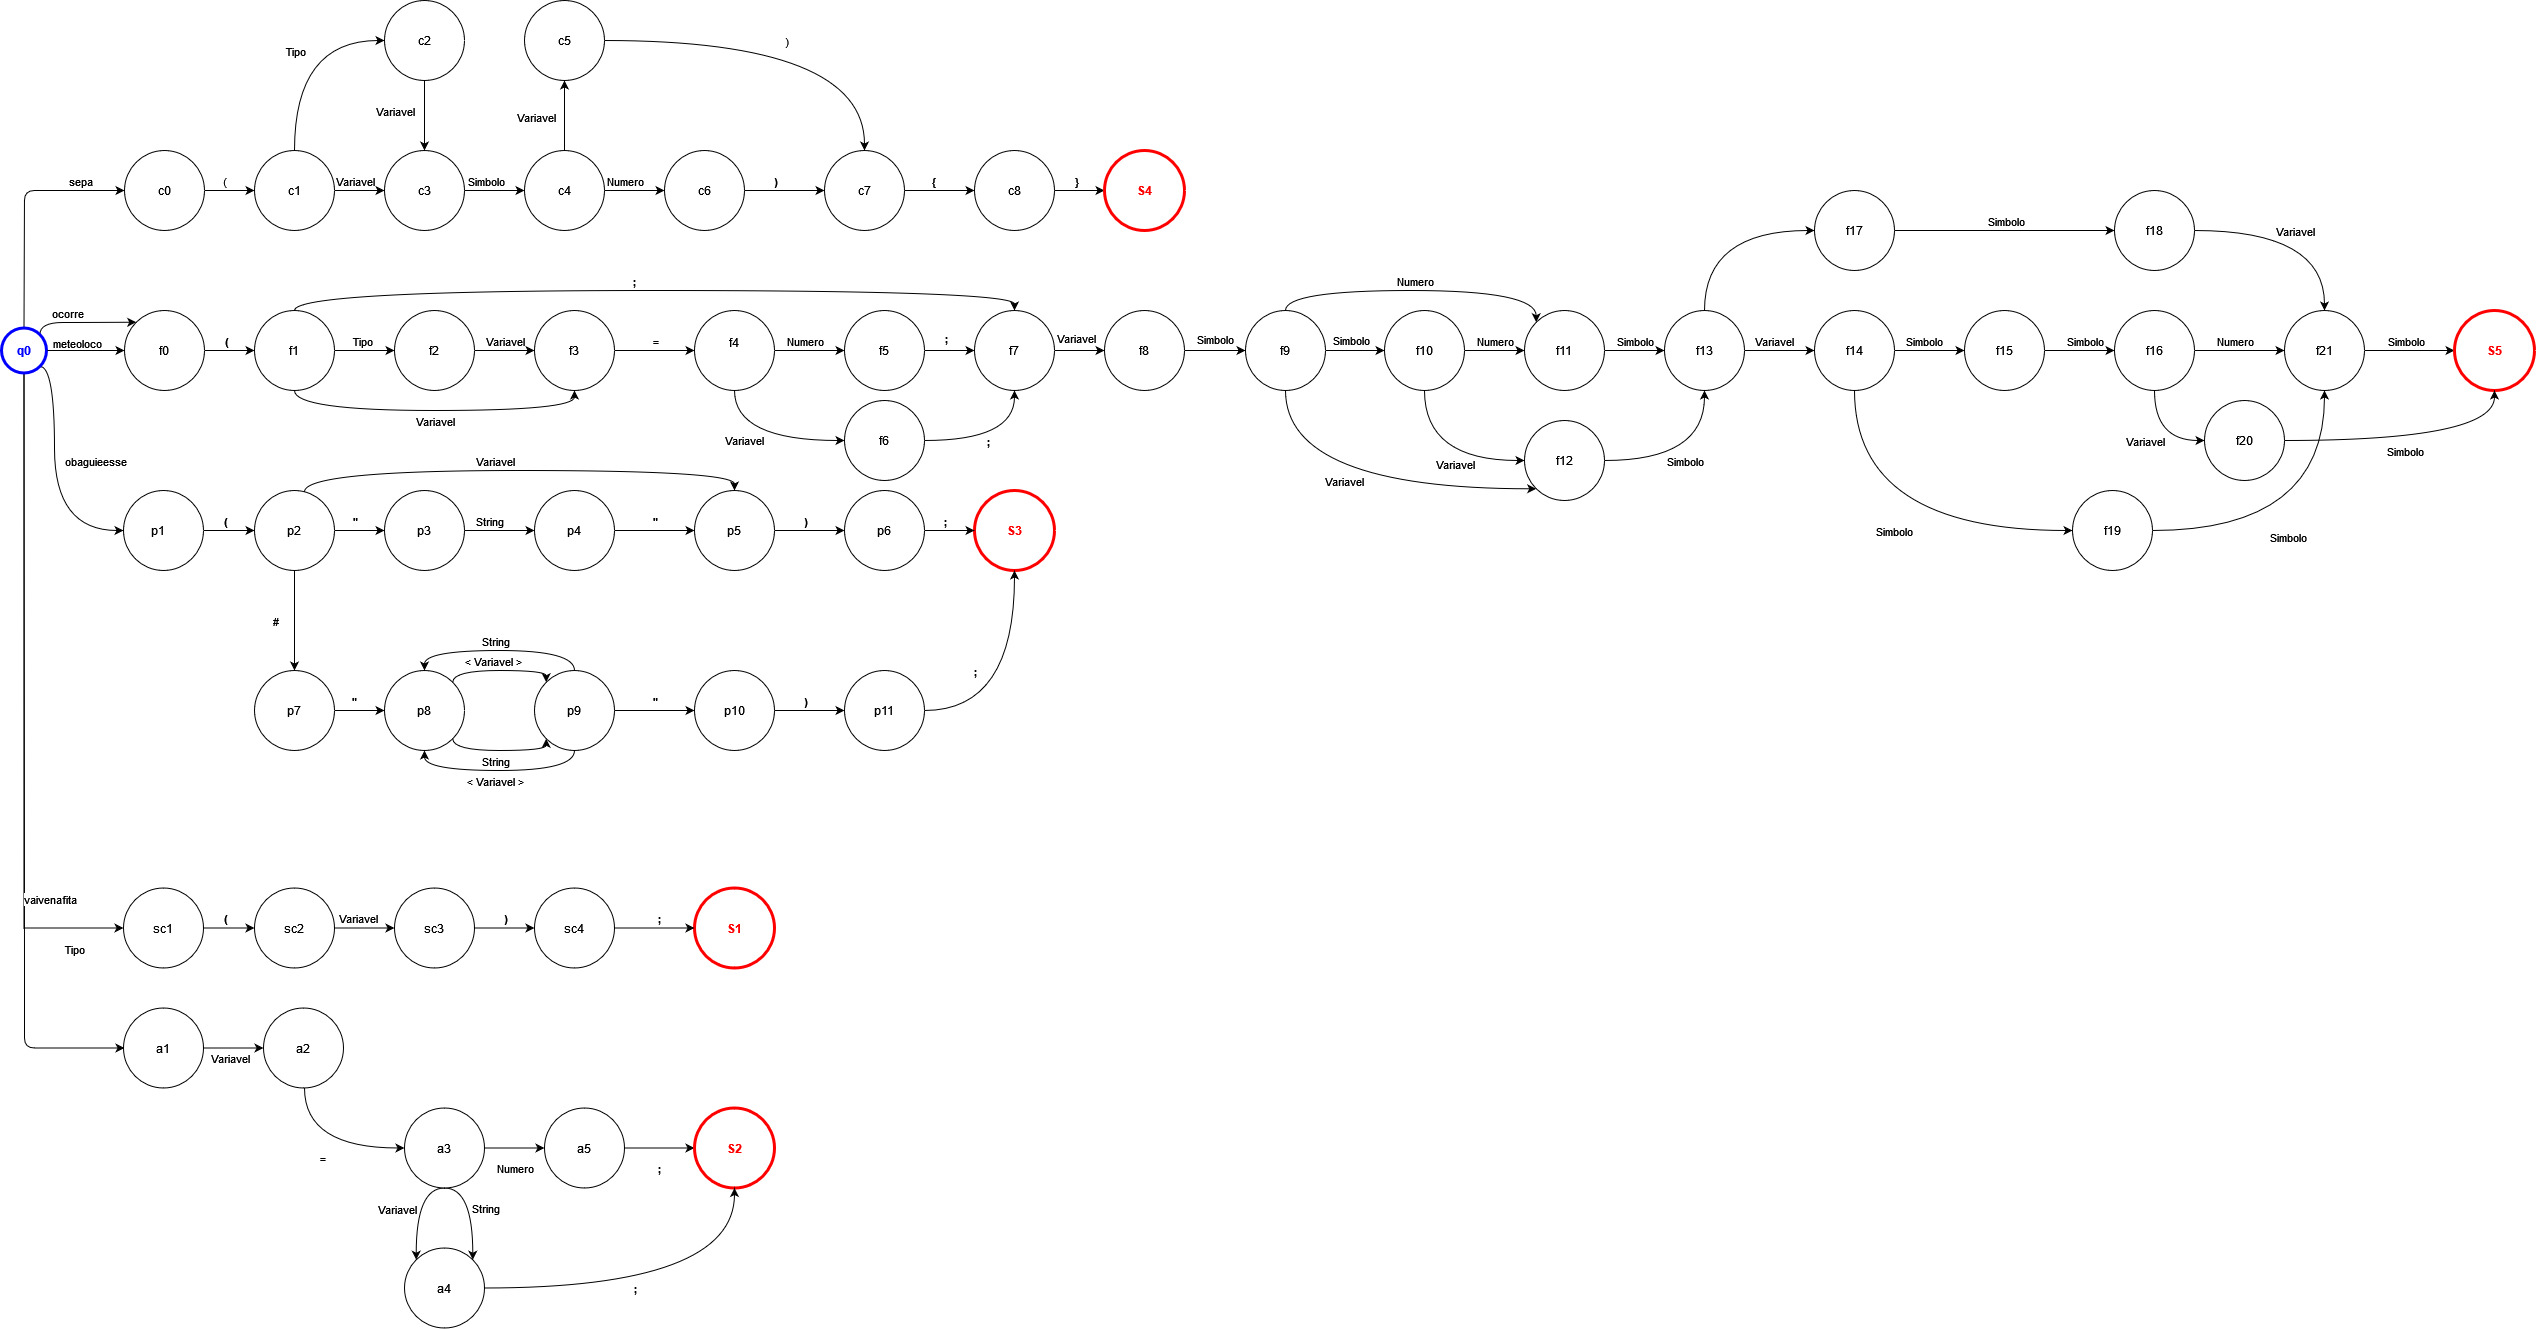 c2
c5
)
Tipo
Variavel
Variavel
sepa
c0
(
c1
Variavel
c3
Simbolo
c4
Numero
c6
)
c7
{
c8
}
S4
f17
Simbolo
f18
Variavel
;
Numero
ocorre
q0
meteoloco
f0
(
f1
Tipo
f2
Variavel
f3
=
f4
Numero
f5
;
f7
Variavel
f8
Simbolo
f9
Simbolo
f10
Numero
f11
Simbolo
f13
Variavel
f14
Simbolo
f15
Simbolo
f16
Numero
f21
Simbolo
S5
Variavel
Variavel
f6
;
Variavel
f12
Simbolo
Variavel
f20
Simbolo
Variavel
obaguieesse
Variavel
p1
(
p2
"
p3
String
p4
"
p5
)
p6
;
S3
Simbolo
f19
Simbolo
#
String
< Variavel >
p7
"
p8
p9
"
p10
)
p11
;
String
< Variavel >
vaivenafita
sc1
(
sc2
Variavel
sc3
)
sc4
;
S1
Tipo
a1
Variavel
a2
=
a3
Numero
a5
;
S2
Variavel
String
a4
;